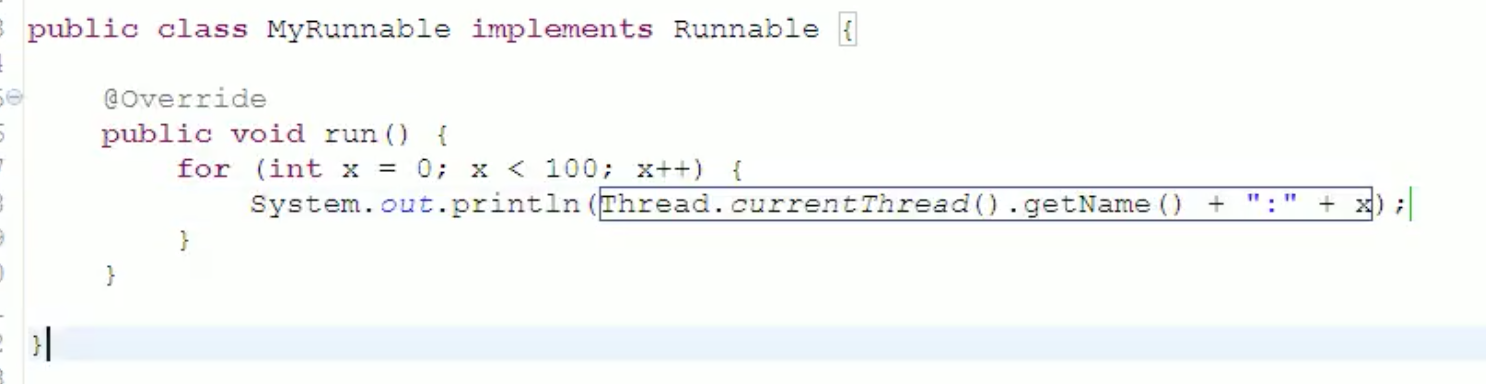 public class MyRunnable implements Runnable {
@Override
public void run() {
for (int x = 0; x < 100; x++) {
System.out.println(Thread.currentThread().getName() + ":" + x);
}
}
}